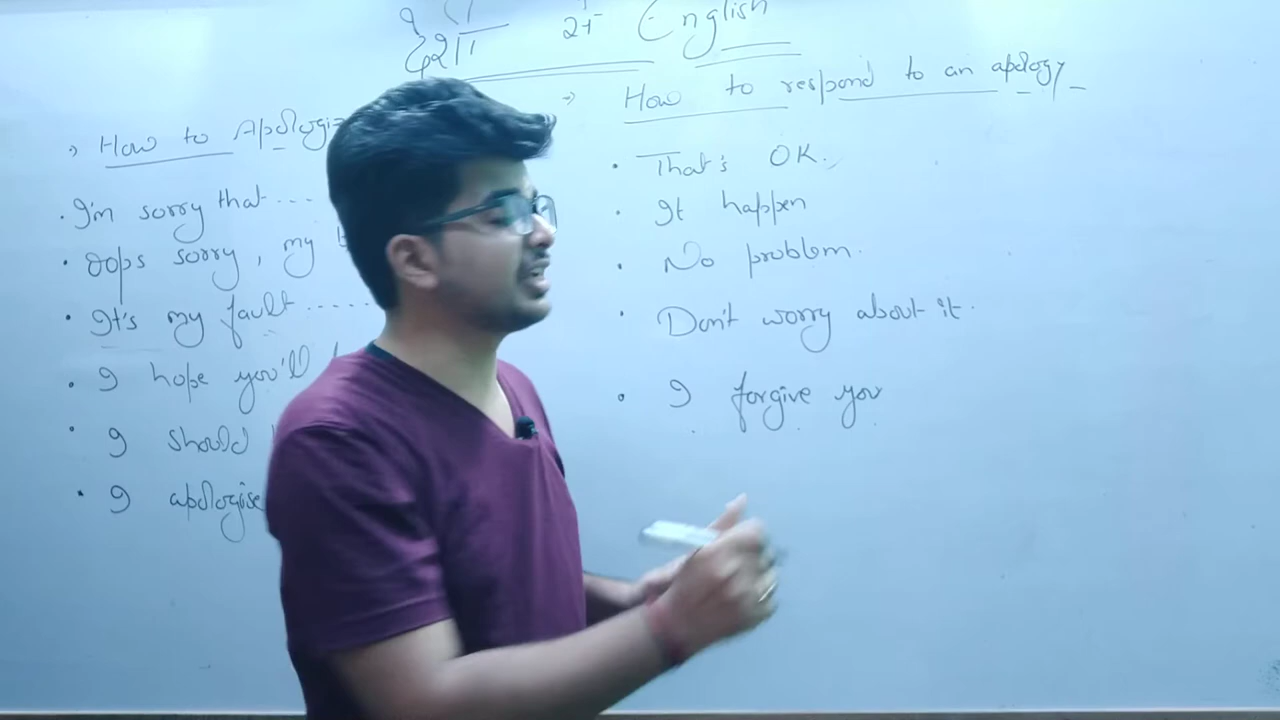 English
How to Apologi
I'm sorry that ...
Oops sorry, my
It's my fault .....
I hope you'll
I should
I apologise
How to respond to an apology
That's OK.
It happen
No problem.
Don't worry about it.
I forgive you